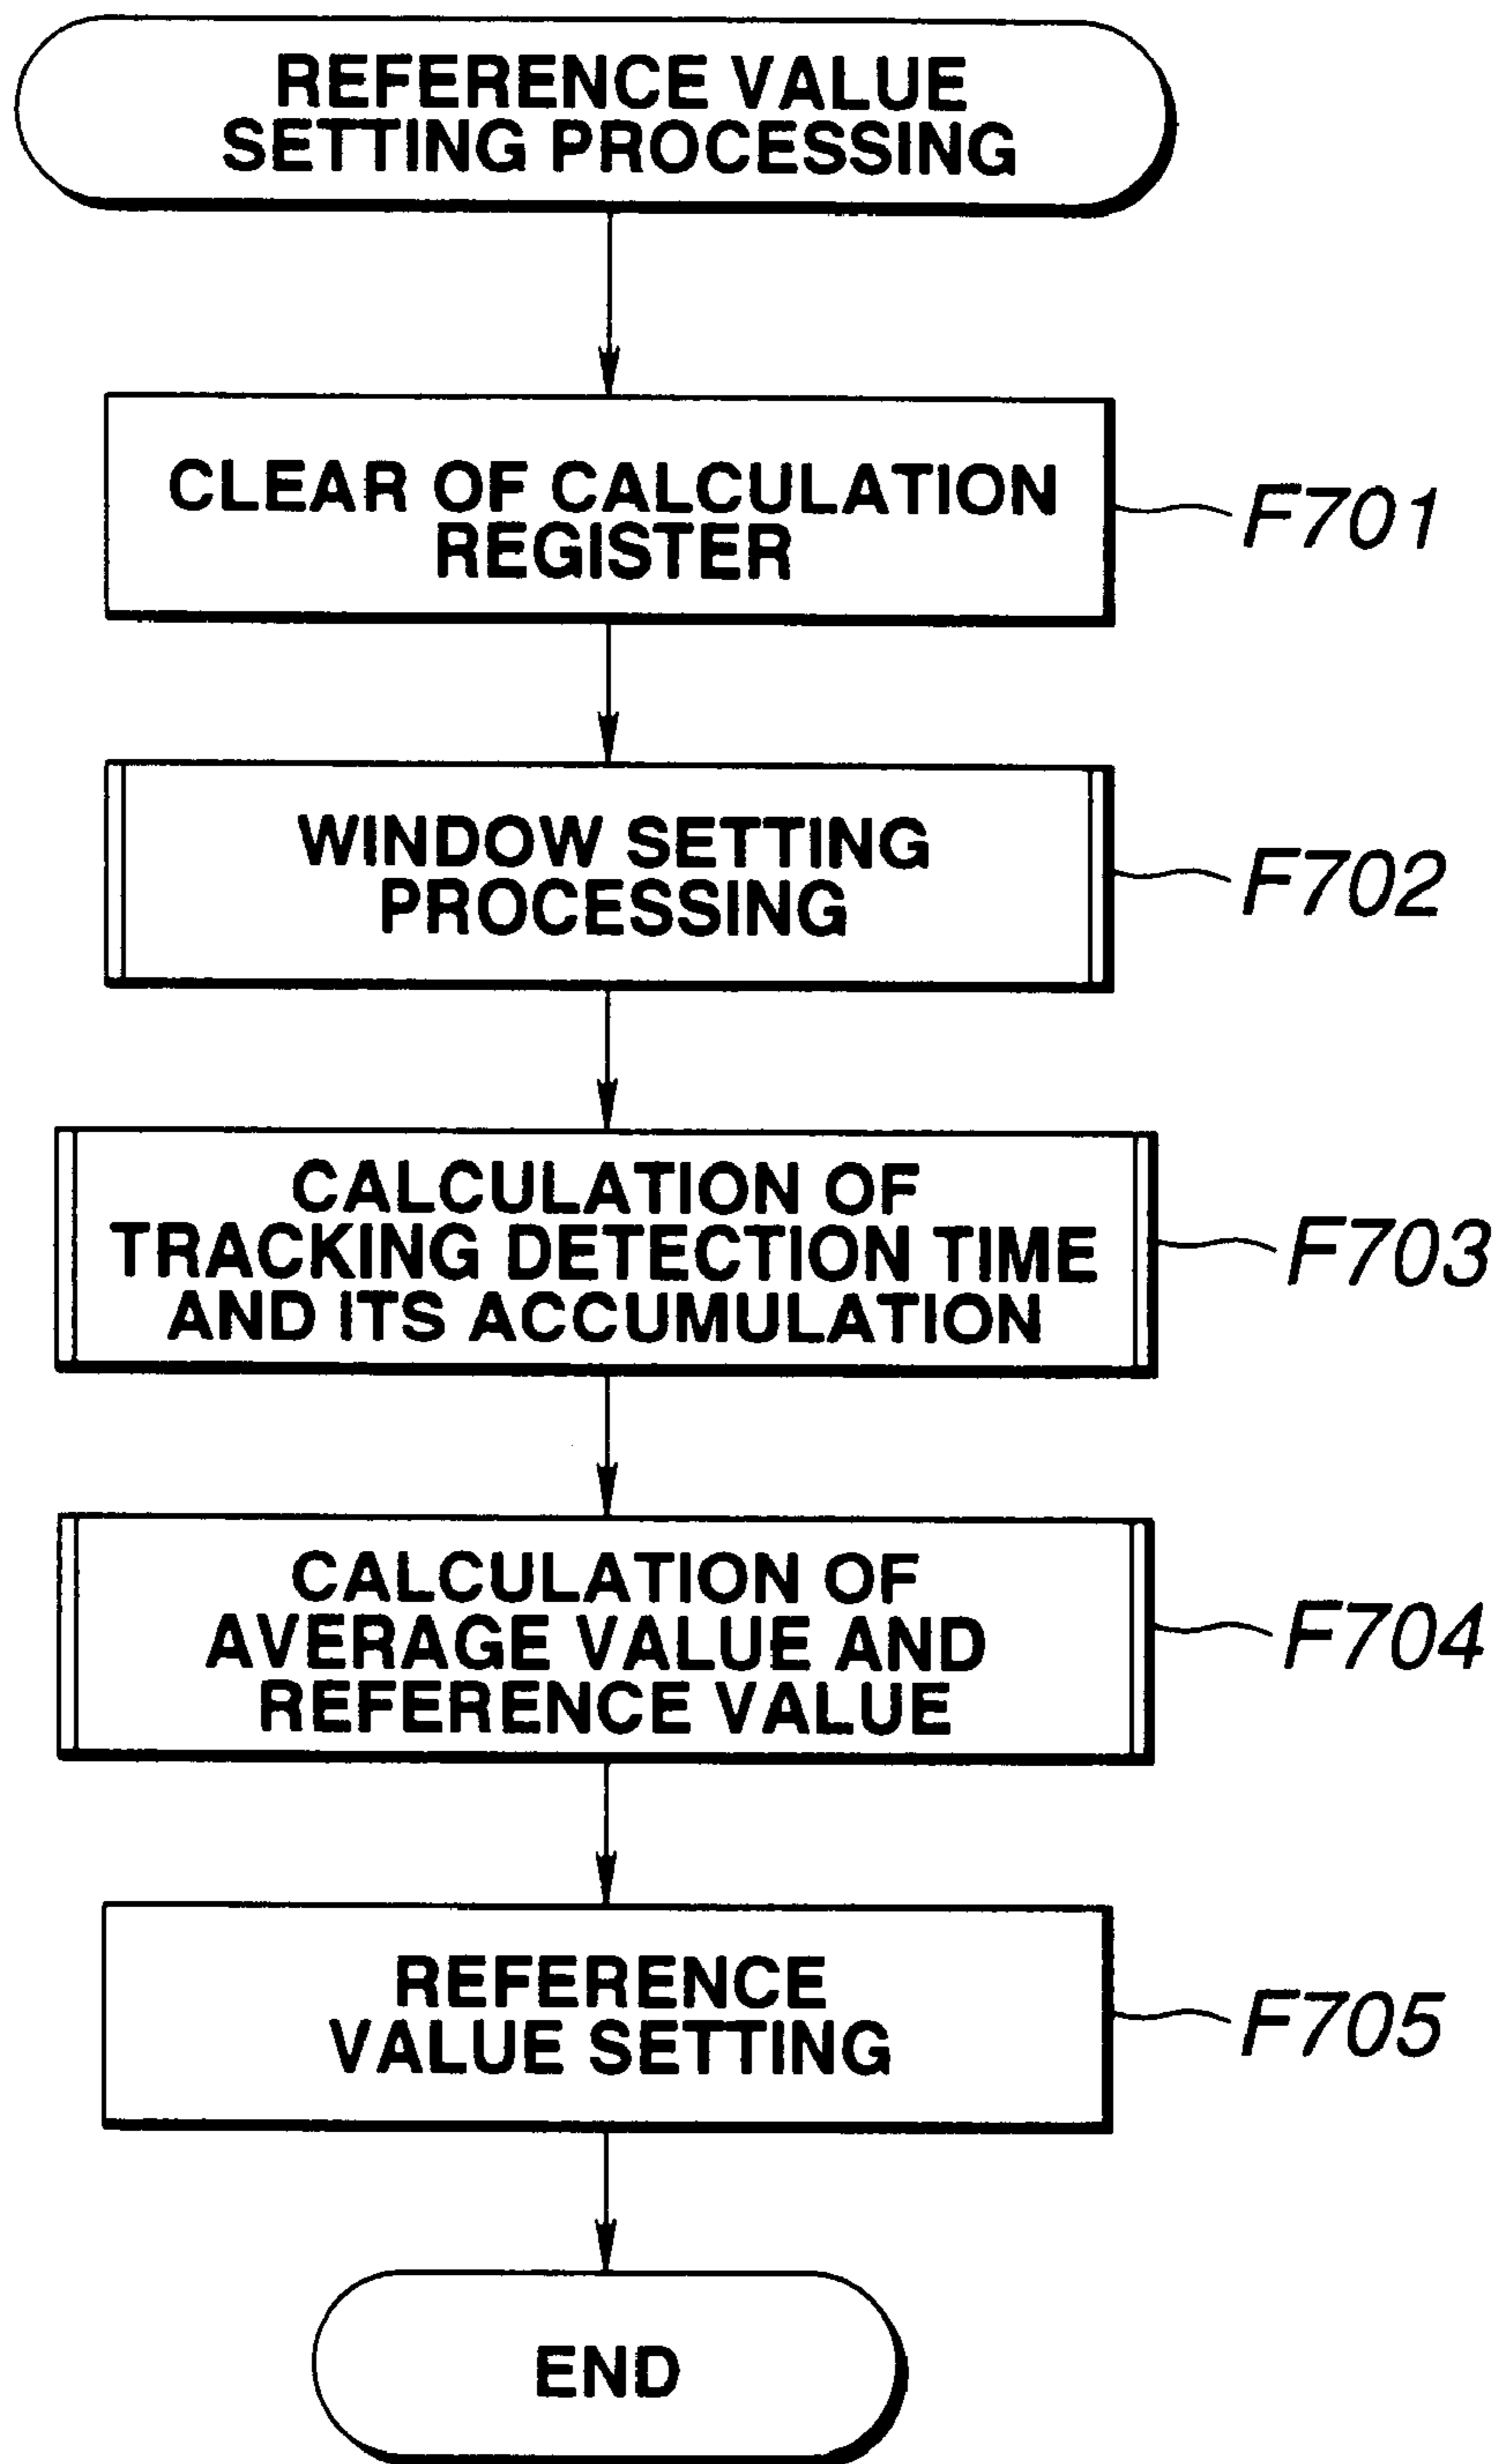 REFERENCE VALUE
SETTING PROCESSING
CLEAR OF CALCULATION
REGISTER
F701
WINDOW SETTING
PROCESSING
F702
CALCULATION OF
TRACKING DETECTION TIME
AND ITS ACCUMULATION
F703
CALCULATION OF
AVERAGE VALUE AND
REFERENCE VALUE
F704
REFERENCE
VALUE SETTING
F705
END